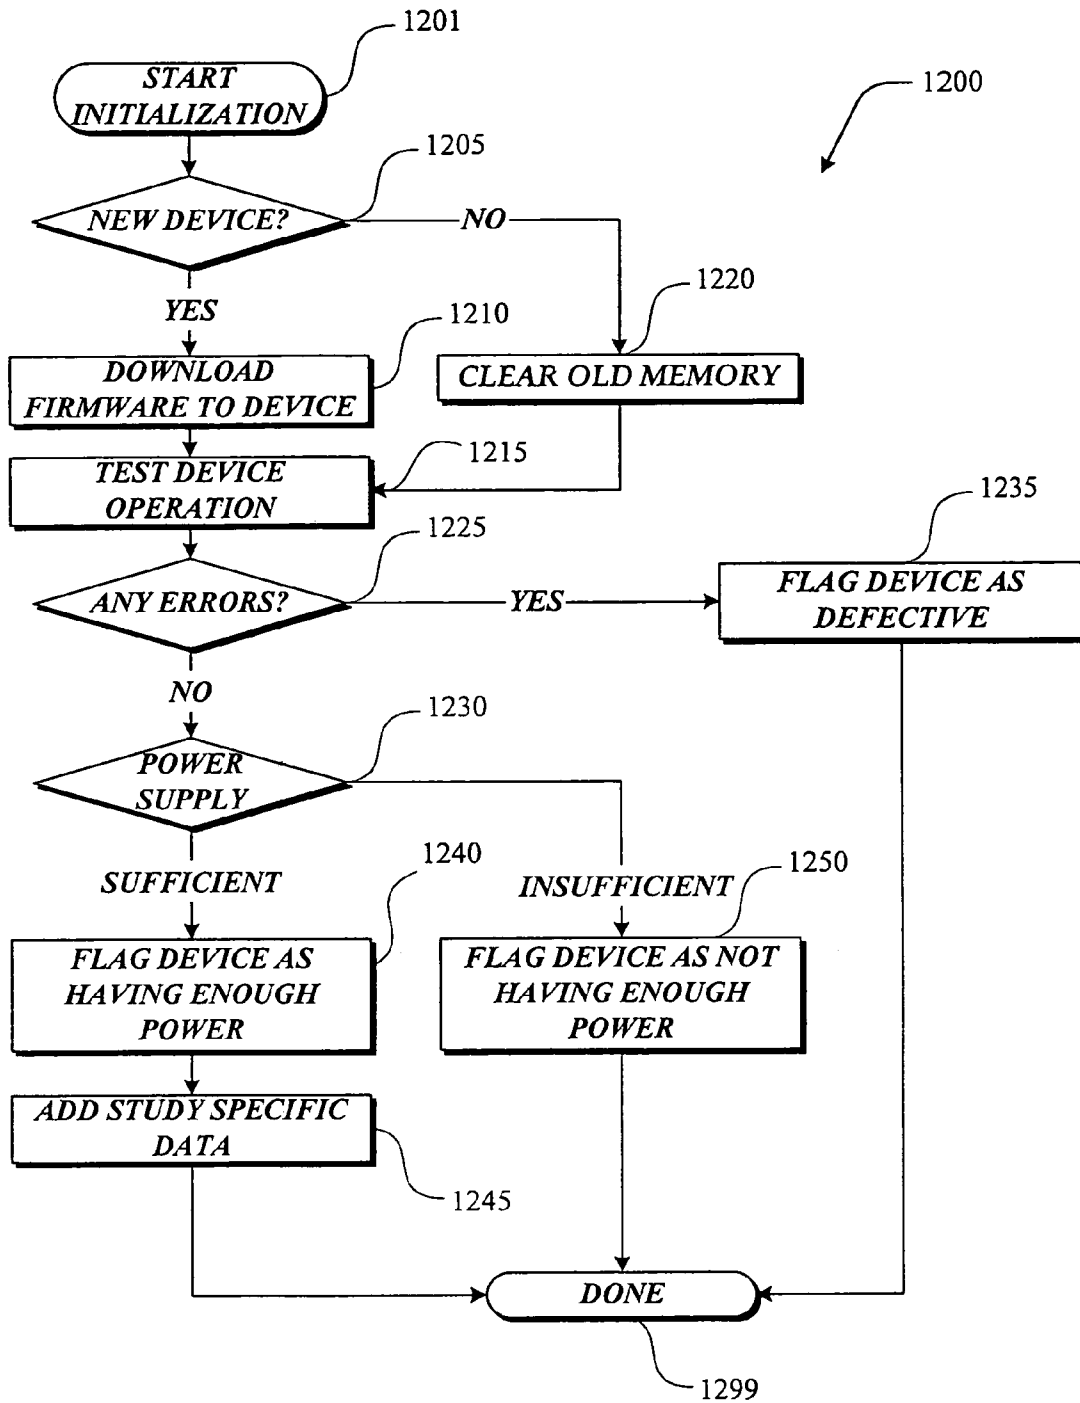 1201
START
INITIALIZATION
1200
1205
NEW DEVICE?
NO
YES
1220
1210
DOWNLOAD
FIRMWARE TO DEVICE
CLEAR OLD MEMORY
1215
TEST DEVICE
OPERATION
1225
1235
ANY ERRORS?
YES
FLAG DEVICE AS
DEFECTIVE
NO
1230
POWER
SUPPLY
1240
SUFFICIENT
1250
INSUFFICIENT
FLAG DEVICE AS
HAVING ENOUGH
POWER
FLAG DEVICE AS NOT
HAVING ENOUGH
POWER
ADD STUDY SPECIFIC
DATA
1245
DONE
1299